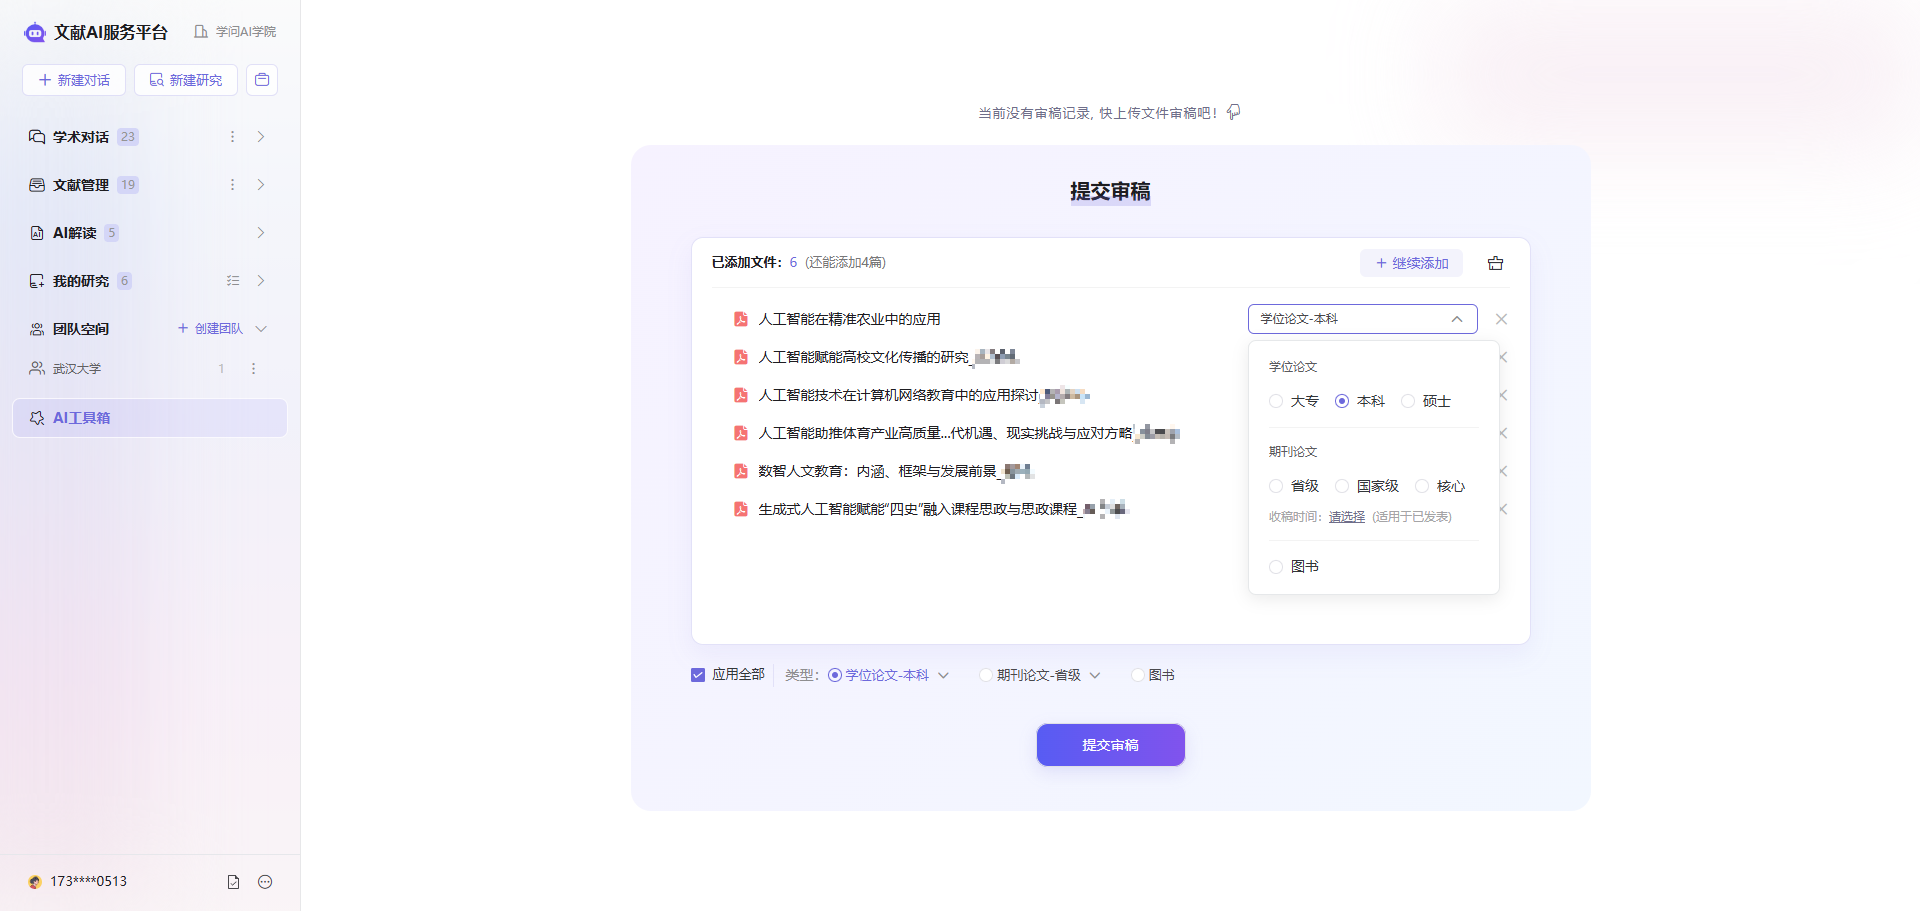 文献AI服务平台 学问AI学院
新建对话 新建研究
学术对话 23
文献管理 19
AI解读 5
我的研究 6
团队空间 创建团队
武汉大学 1
AI工具箱
173****0513
当前没有审稿记录, 快上传文件审稿吧!
提交审稿
已添加文件: 6 (还能添加4篇) 继续添加
人工智能在精准农业中的应用 学位论文-本科
人工智能赋能高校文化传播的研究_
人工智能技术在计算机网络教育中的应用探讨
人工智能助推体育产业高质量...代机遇、现实挑战与应对方略
数智人文教育：内涵、框架与发展前景_
生成式人工智能赋能“四史”融入课程思政与思政课程_
学位论文
大专 本科 硕士
期刊论文
省级 国家级 核心
收稿时间: 请选择 (适用于已发表)
图书
应用全部 类型: 学位论文-本科 期刊论文-省级 图书
提交审稿